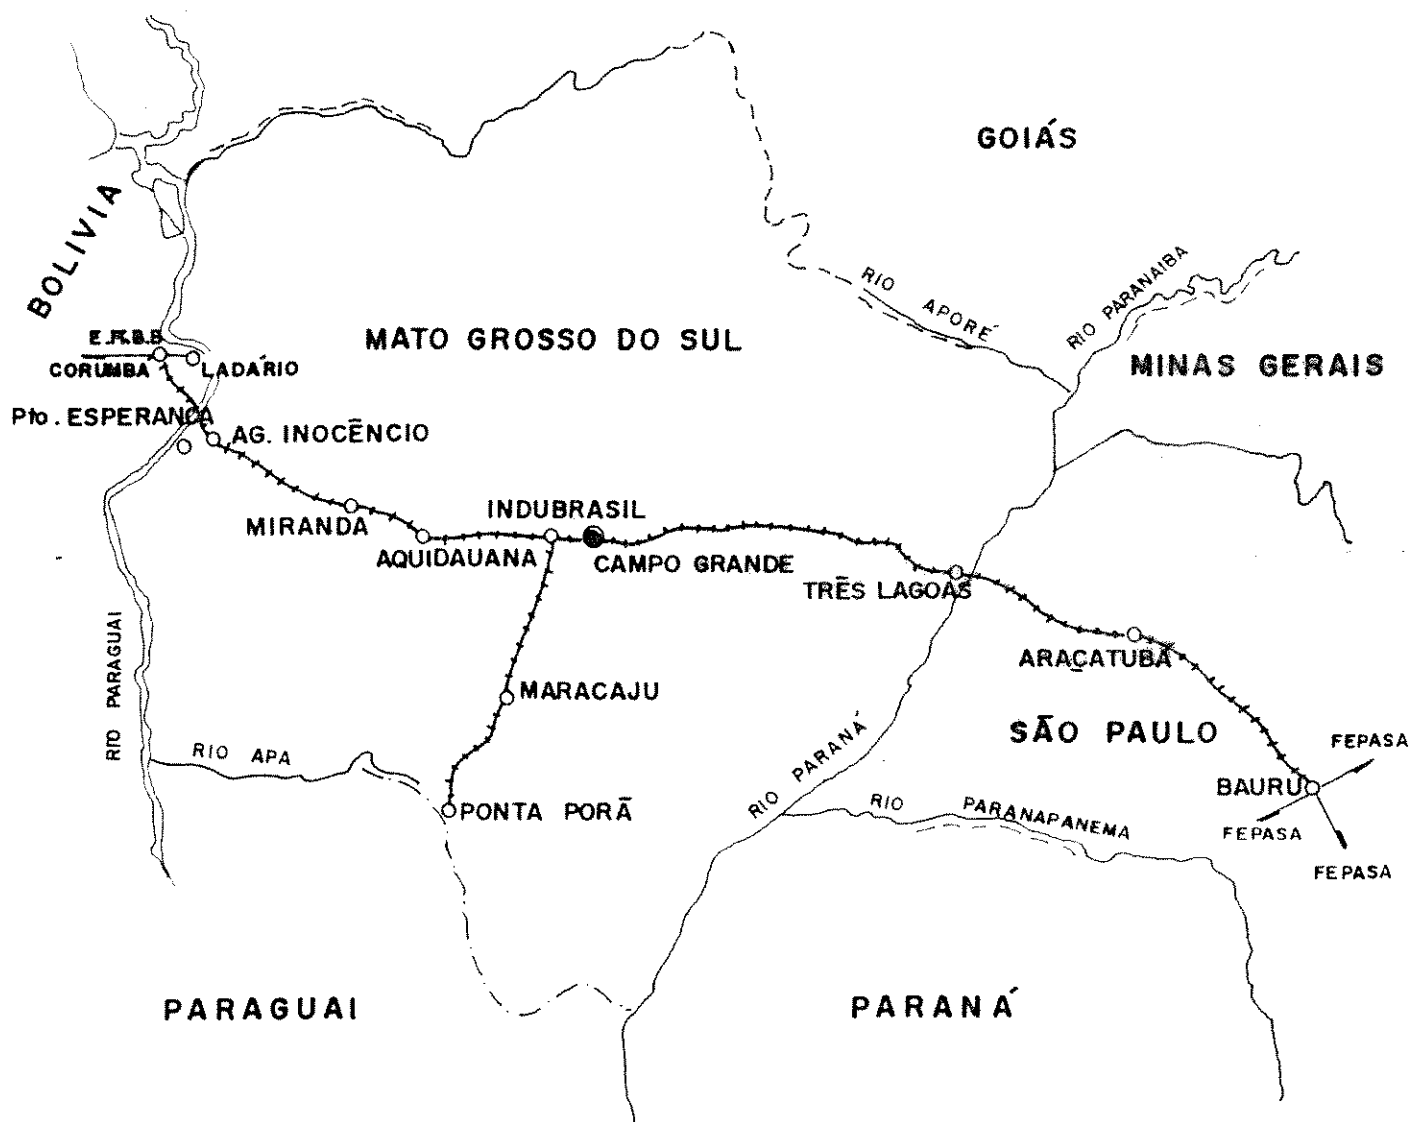 GOIÁS
BOLIVIA
RIO APORÉ
RIO PARANAIBA
MATO GROSSO DO SUL
MINAS GERAIS
CORUMBA
LADÁRIO
Pto. ESPERANÇA
AG. INOCÊNCIO
MIRANDA
AQUIDAUANA
INDUBRASIL
CAMPO GRANDE
TRÊS LAGOAS
ARAÇATUBA
RIO PARAGUAI
MARACAJU
SÃO PAULO
RIO APA
RIO PARANÁ
FEPASA
BAURU
PONTA PORÃ
RIO PARANAPANEMA
FEPASA
FEPASA
PARAGUAI
PARANÁ